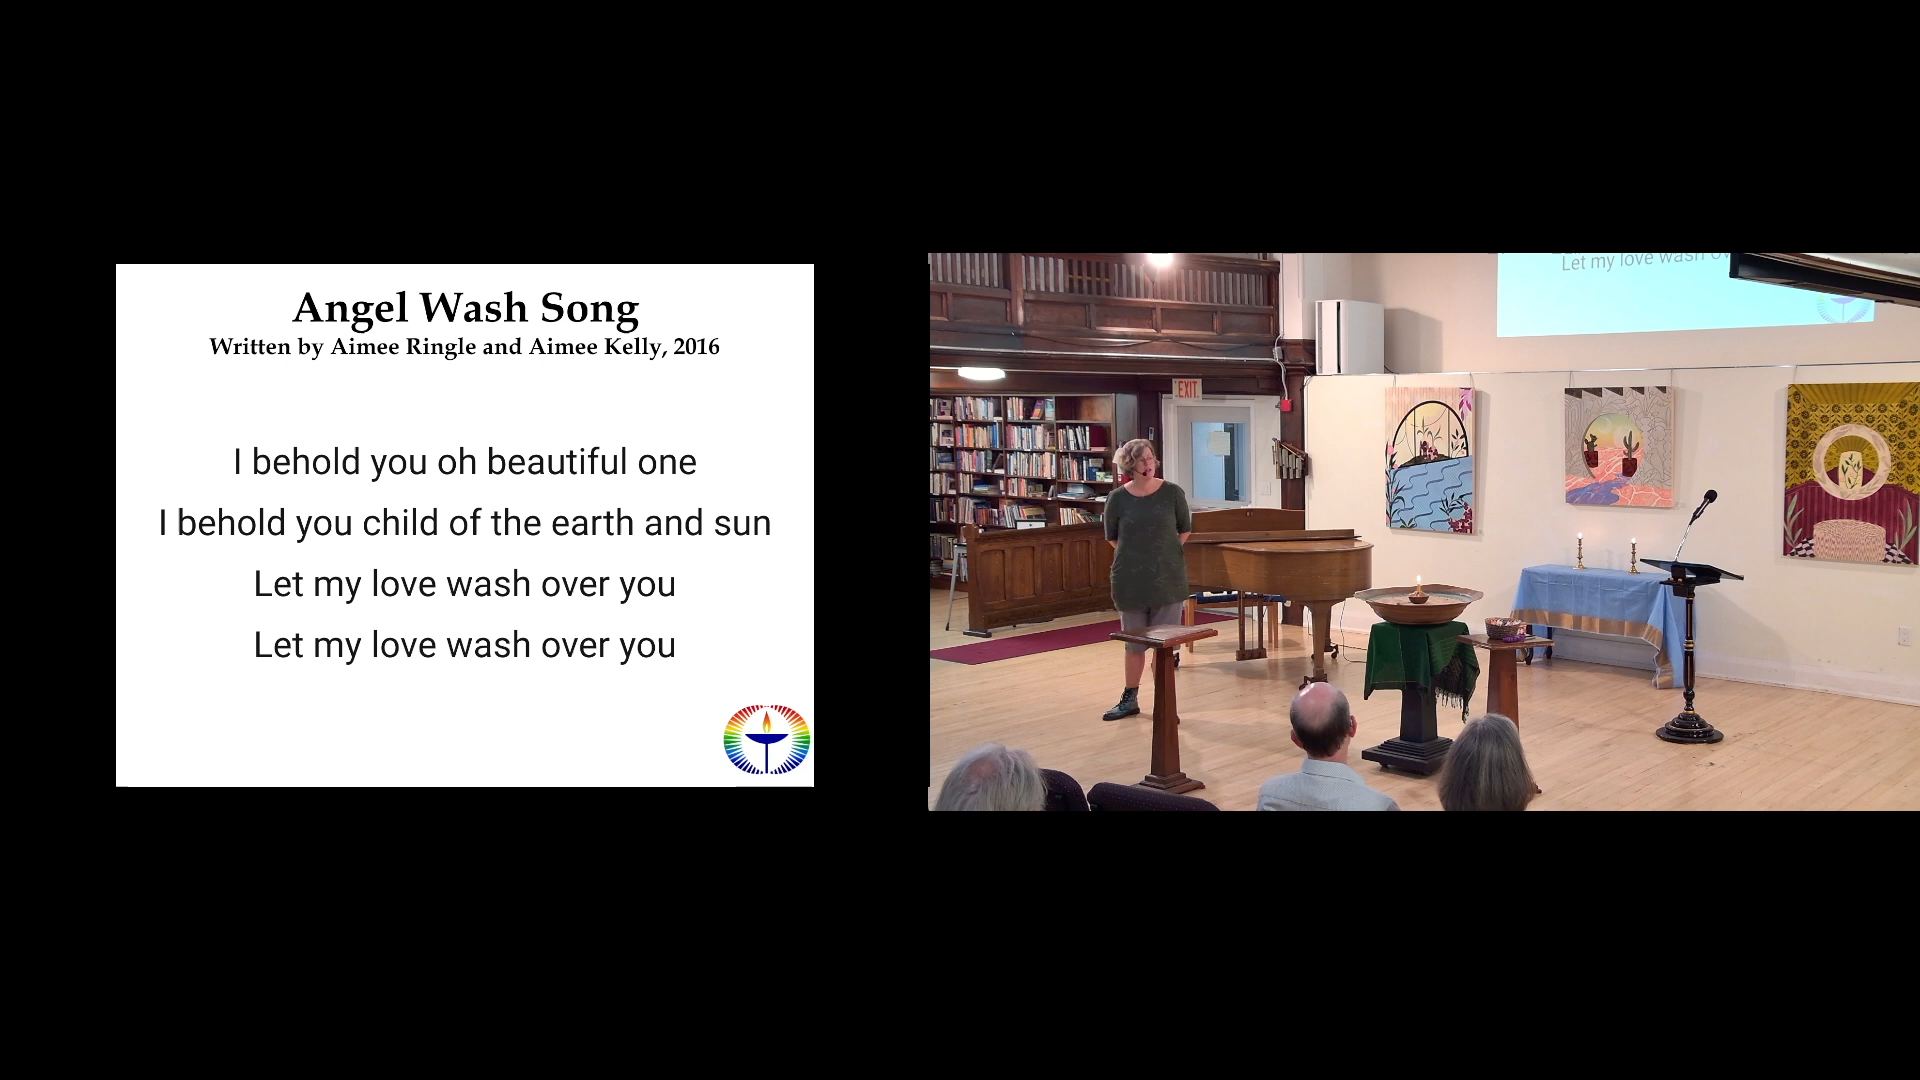 Angel Wash Song
Written by Aimee Ringle and Aimee Kelly, 2016
I behold you oh beautiful one
I behold you child of the earth and sun
Let my love wash over you
Let my love wash over you
Let my love wash
EXIT